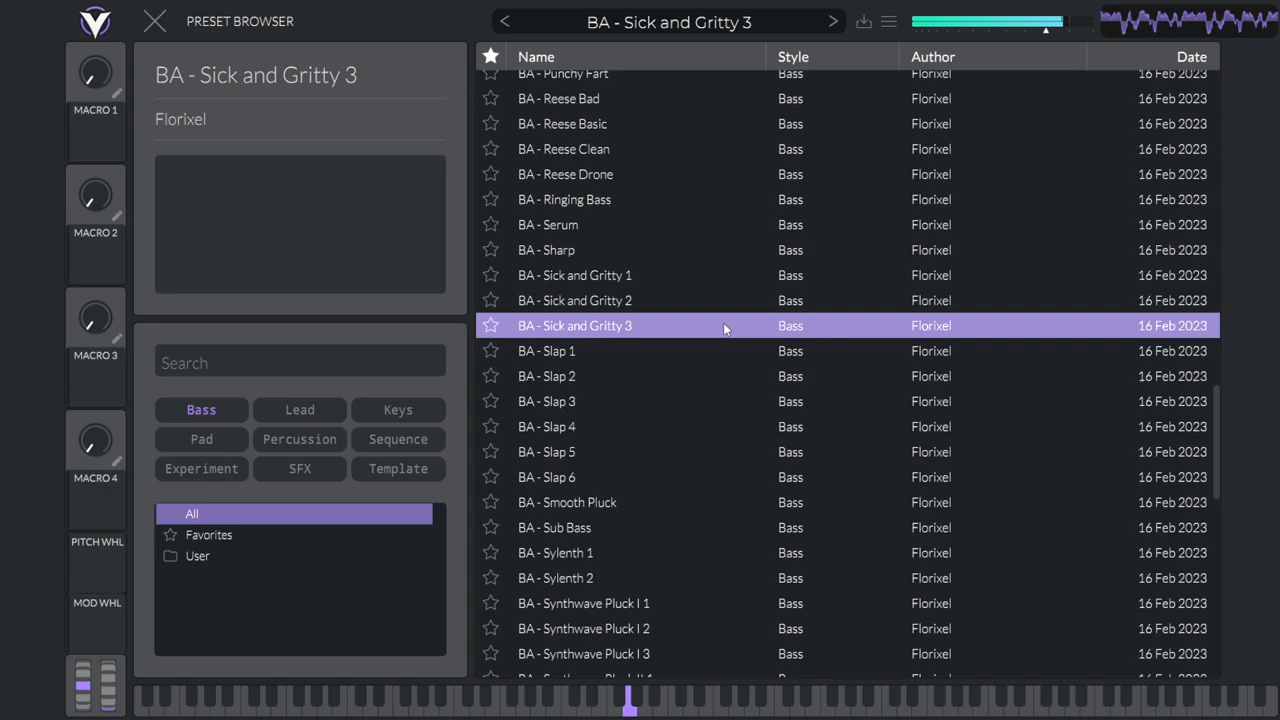 PRESET BROWSER
BA - Sick and Gritty 3
MACRO 1
MACRO 2
MACRO 3
MACRO 4
PITCH WHL
MOD WHL
BA - Sick and Gritty 3
Florixel
Search
Bass Lead Keys
Pad Percussion Sequence
Experiment SFX Template
All
Favorites
User
Name Style Author Date
BA - Punchy Fart Bass Florixel 16 Feb 2023
BA - Reese Bad Bass Florixel 16 Feb 2023
BA - Reese Basic Bass Florixel 16 Feb 2023
BA - Reese Clean Bass Florixel 16 Feb 2023
BA - Reese Drone Bass Florixel 16 Feb 2023
BA - Ringing Bass Bass Florixel 16 Feb 2023
BA - Serum Bass Florixel 16 Feb 2023
BA - Sharp Bass Florixel 16 Feb 2023
BA - Sick and Gritty 1 Bass Florixel 16 Feb 2023
BA - Sick and Gritty 2 Bass Florixel 16 Feb 2023
BA - Sick and Gritty 3 Bass Florixel 16 Feb 2023
BA - Slap 1 Bass Florixel 16 Feb 2023
BA - Slap 2 Bass Florixel 16 Feb 2023
BA - Slap 3 Bass Florixel 16 Feb 2023
BA - Slap 4 Bass Florixel 16 Feb 2023
BA - Slap 5 Bass Florixel 16 Feb 2023
BA - Slap 6 Bass Florixel 16 Feb 2023
BA - Smooth Pluck Bass Florixel 16 Feb 2023
BA - Sub Bass Bass Florixel 16 Feb 2023
BA - Sylenth 1 Bass Florixel 16 Feb 2023
BA - Sylenth 2 Bass Florixel 16 Feb 2023
BA - Synthwave Pluck I 1 Bass Florixel 16 Feb 2023
BA - Synthwave Pluck I 2 Bass Florixel 16 Feb 2023
BA - Synthwave Pluck I 3 Bass Florixel 16 Feb 2023